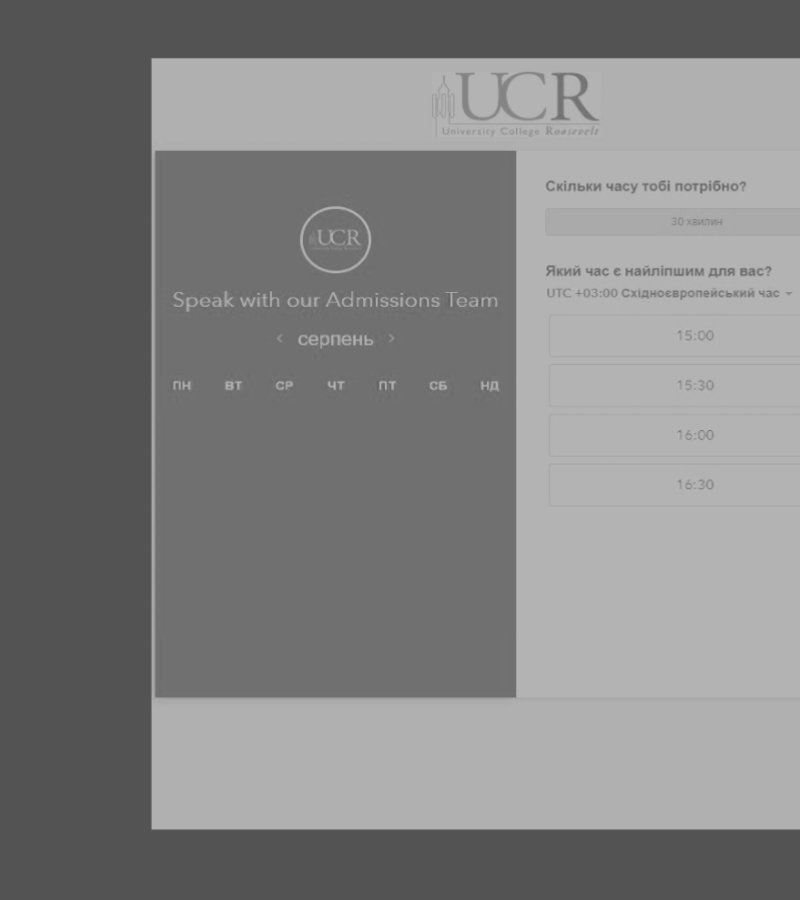 UCR
University College Roosevelt
UCR
Speak with our Admissions Team
серпень
ПН ВТ СР ЧТ ПТ СБ НД
Скільки часу тобі потрібно?
30 хвилин
Який час є найліпшим для вас?
UTC +03:00 Східноєвропейський час
15:00
15:30
16:00
16:30